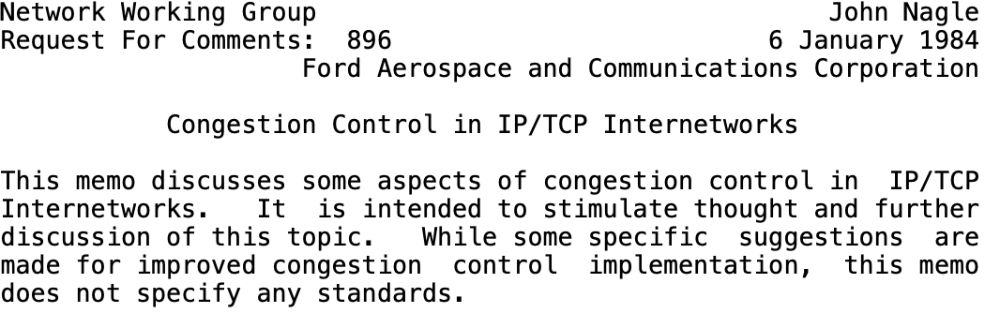 Network Working Group                                  John Nagle
Request For Comments:  896                         6 January 1984
                    Ford Aerospace and Communications Corporation
           Congestion Control in IP/TCP Internetworks
This memo discusses some aspects of congestion control in  IP/TCP
Internetworks.   It  is intended to stimulate thought and further
discussion of this topic.   While some specific  suggestions  are
made for improved congestion  control  implementation,  this memo
does not specify any standards.